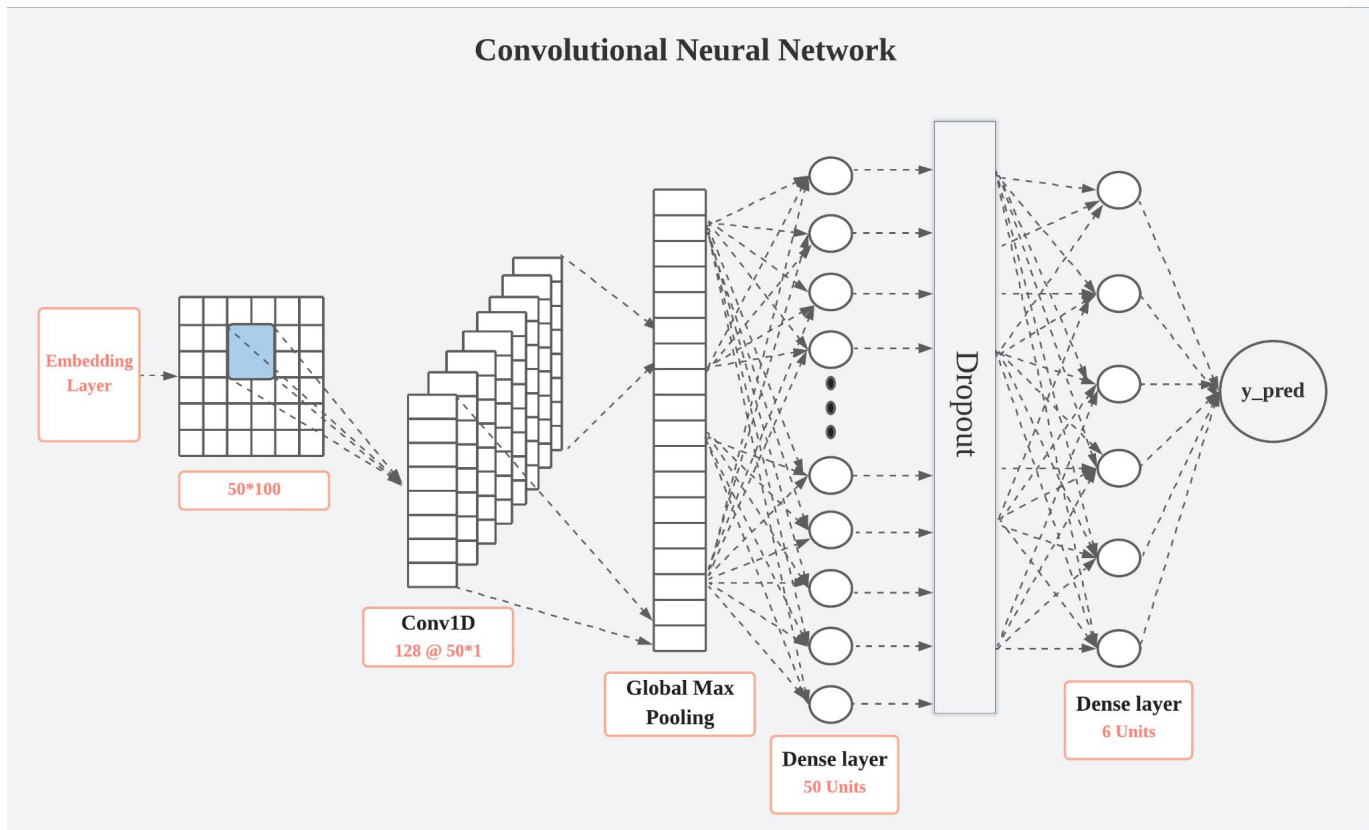 Convolutional Neural Network
Embedding
Layer
50*100
Conv1D
128 @ 50*1
Global Max
Pooling
Dense layer
50 Units
Dropout
Dense layer
6 Units
y_pred